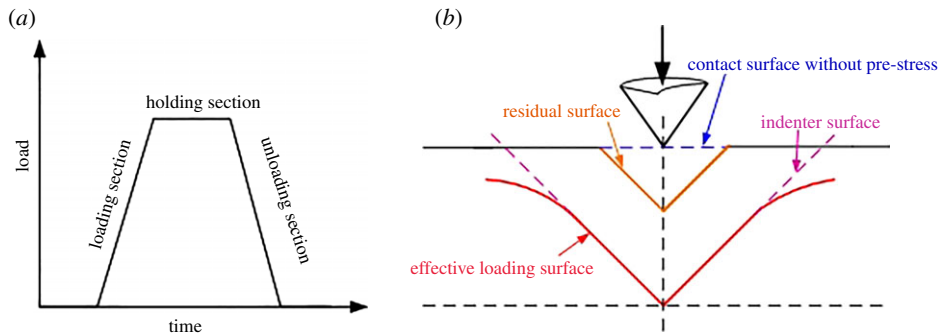 (a)
load
loading section
holding section
unloading section
time
(b)
contact surface without pre-stress
residual surface
indenter surface
effective loading surface